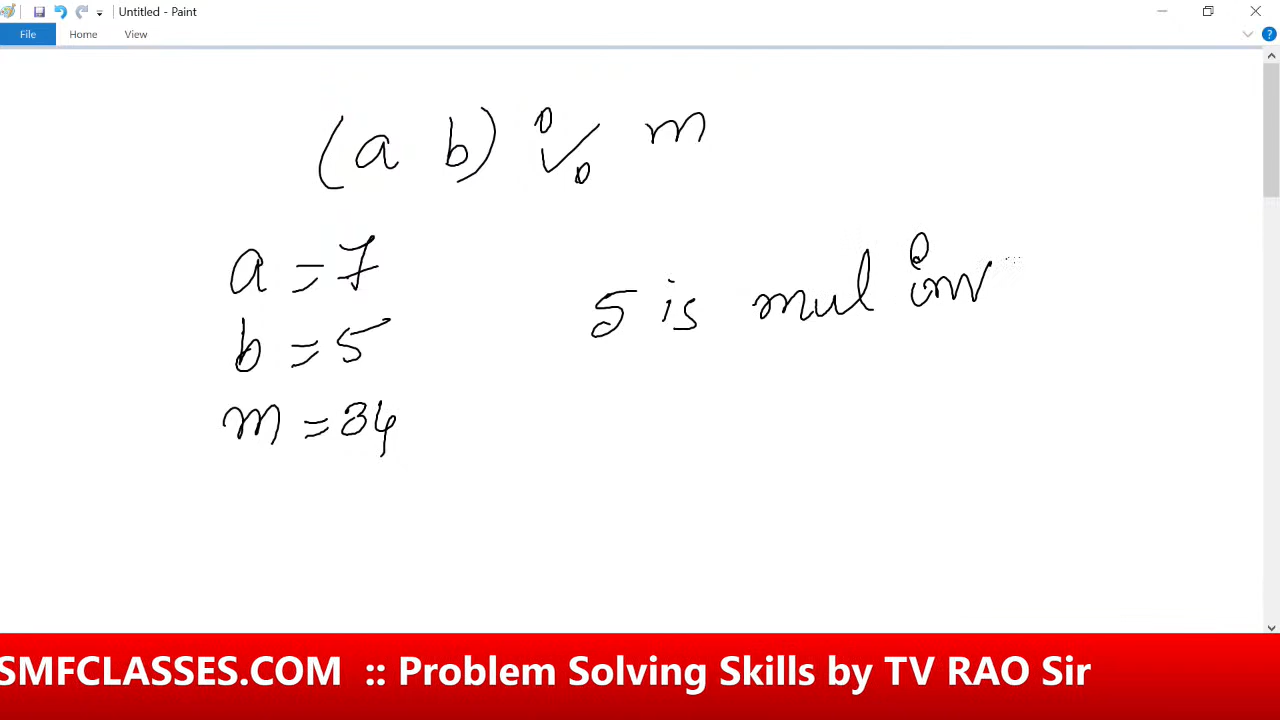 Untitled - Paint
File Home View
(a b) % m
a = 7
b = 5
m = 34
5 is mul inv
SMFCLASSES.COM :: Problem Solving Skills by TV RAO Sir